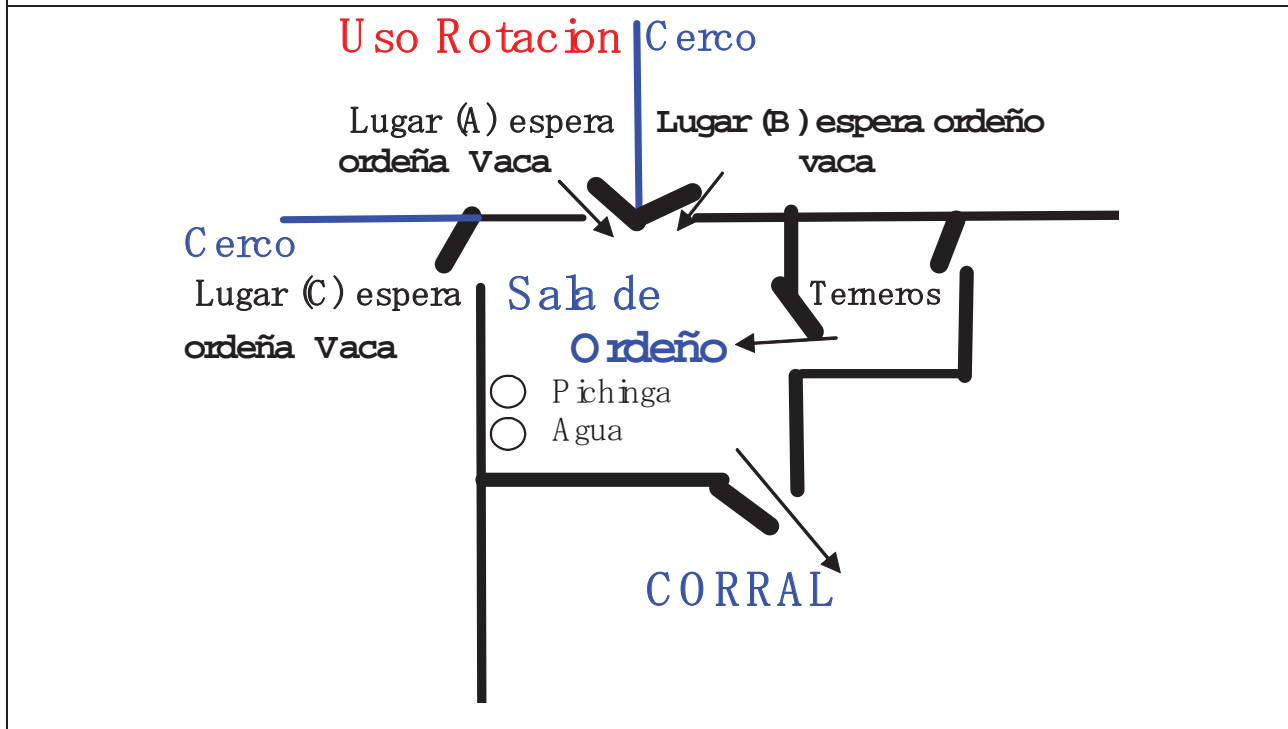 Uso Rotacion Cerco
Lugar (A) espera
ordeña Vaca
Lugar (B) espera ordeño
vaca
Cerco
Lugar (C) espera
ordeña Vaca
Sala de
Ordeño
Terneros
Pichinga
Agua
CORRAL